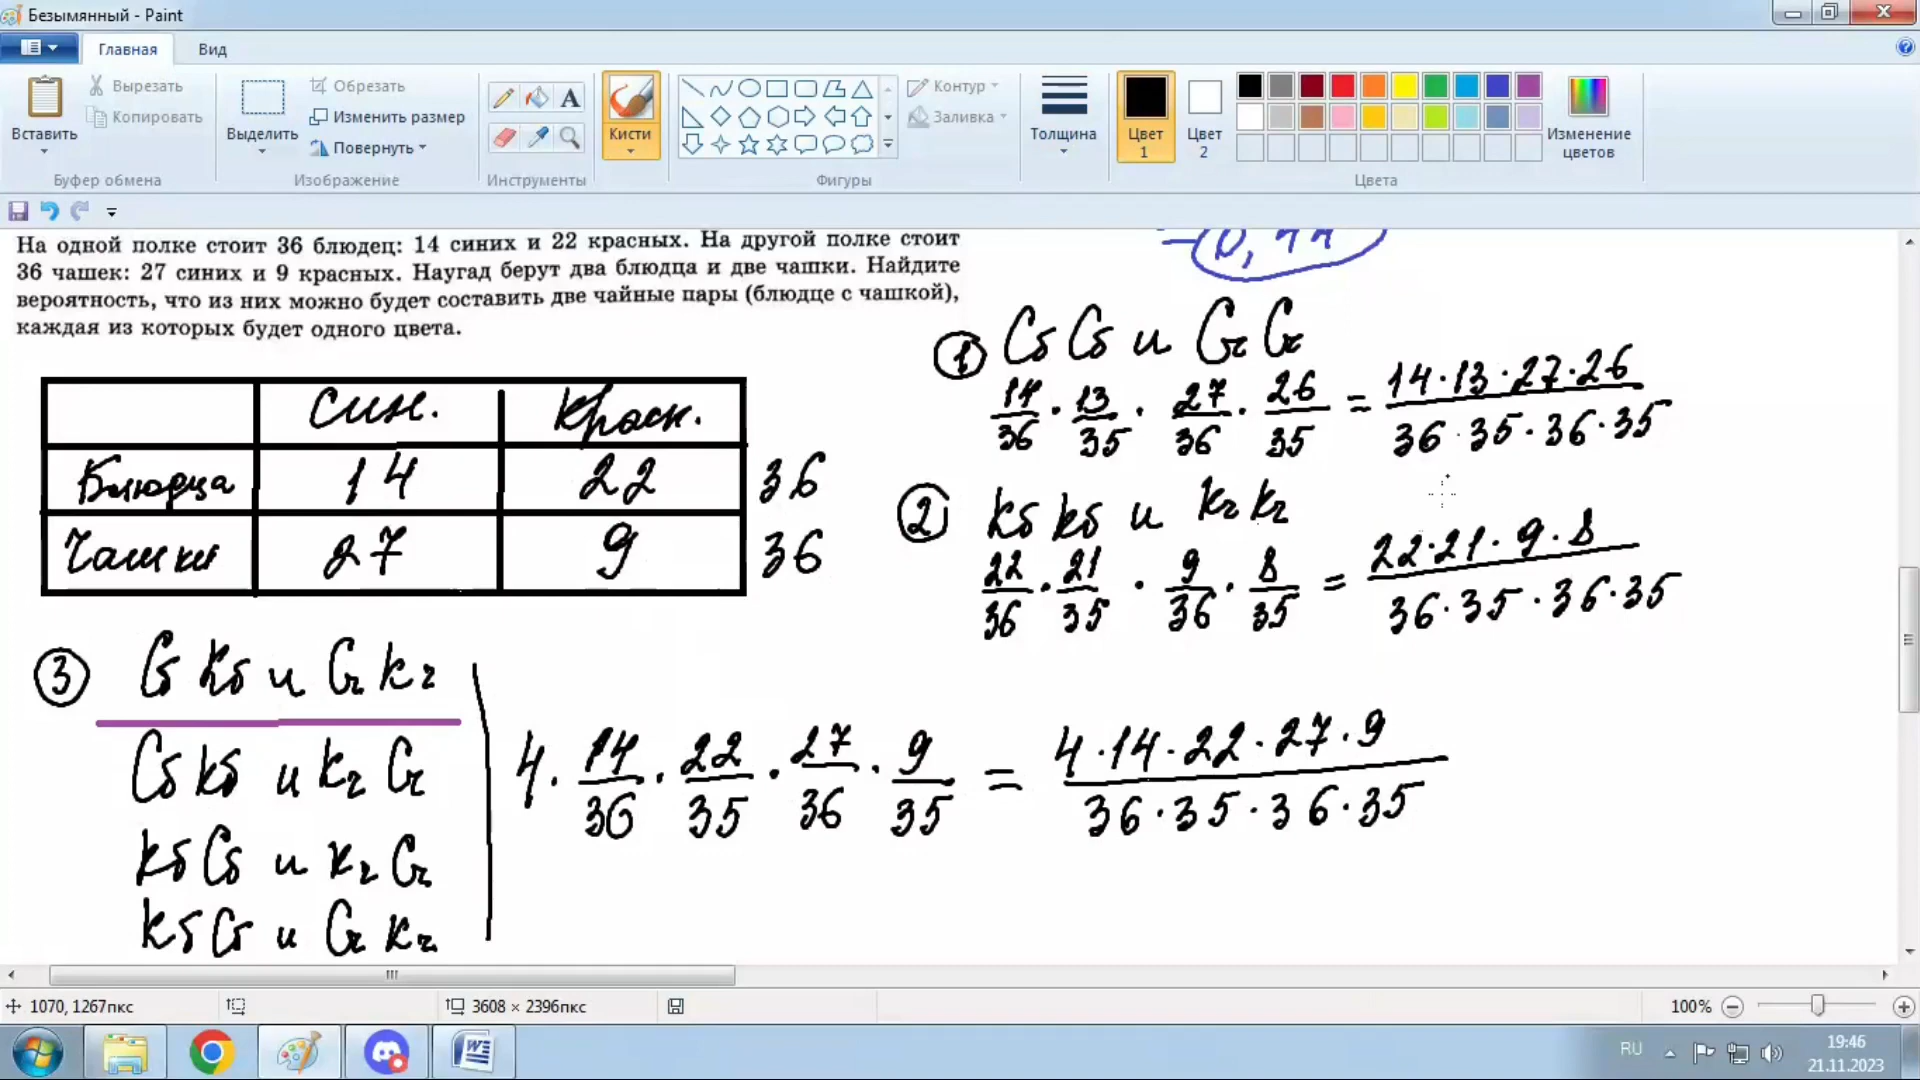 Безымянный - Paint
Главная
Вид
Вставить
Вырезать
Копировать
Буфер обмена
Выделить
Обрезать
Изменить размер
Повернуть
Изображение
A
Инструменты
Кисти
Контур
Заливка
Фигуры
Толщина
Цвет
1
Цвет
2
Изменение
цветов
Цвета
На одной полке стоит 36 блюдец: 14 синих и 22 красных. На другой полке стоит
36 чашек: 27 синих и 9 красных. Наугад берут два блюдца и две чашки. Найдите
вероятность, что из них можно будет составить две чайные пары (блюдце с чашкой),
каждая из которых будет одного цвета.
Син. Красн.
Блюдца 14 22 36
Чашки 27 9 36
1 Сб Сб и Сч Сч
14/36 · 13/35 · 27/36 · 26/35 = 14·13·27·26 / 36·35·36·35
2 Кб Кб и Кч Кч
22/36 · 21/35 · 9/36 · 8/35 = 22·21·9·8 / 36·35·36·35
3 Сб Кб и Сч Кч
Сб Кб и Кч Сч
Кб Сб и Кч Сч
Кб Сб и Сч Кч
4 · 14/36 · 22/35 · 27/36 · 9/35 = 4·14·22·27·9 / 36·35·36·35
1070, 1267пкс
3608 × 2396пкс
100%
RU
19:46
21.11.2023